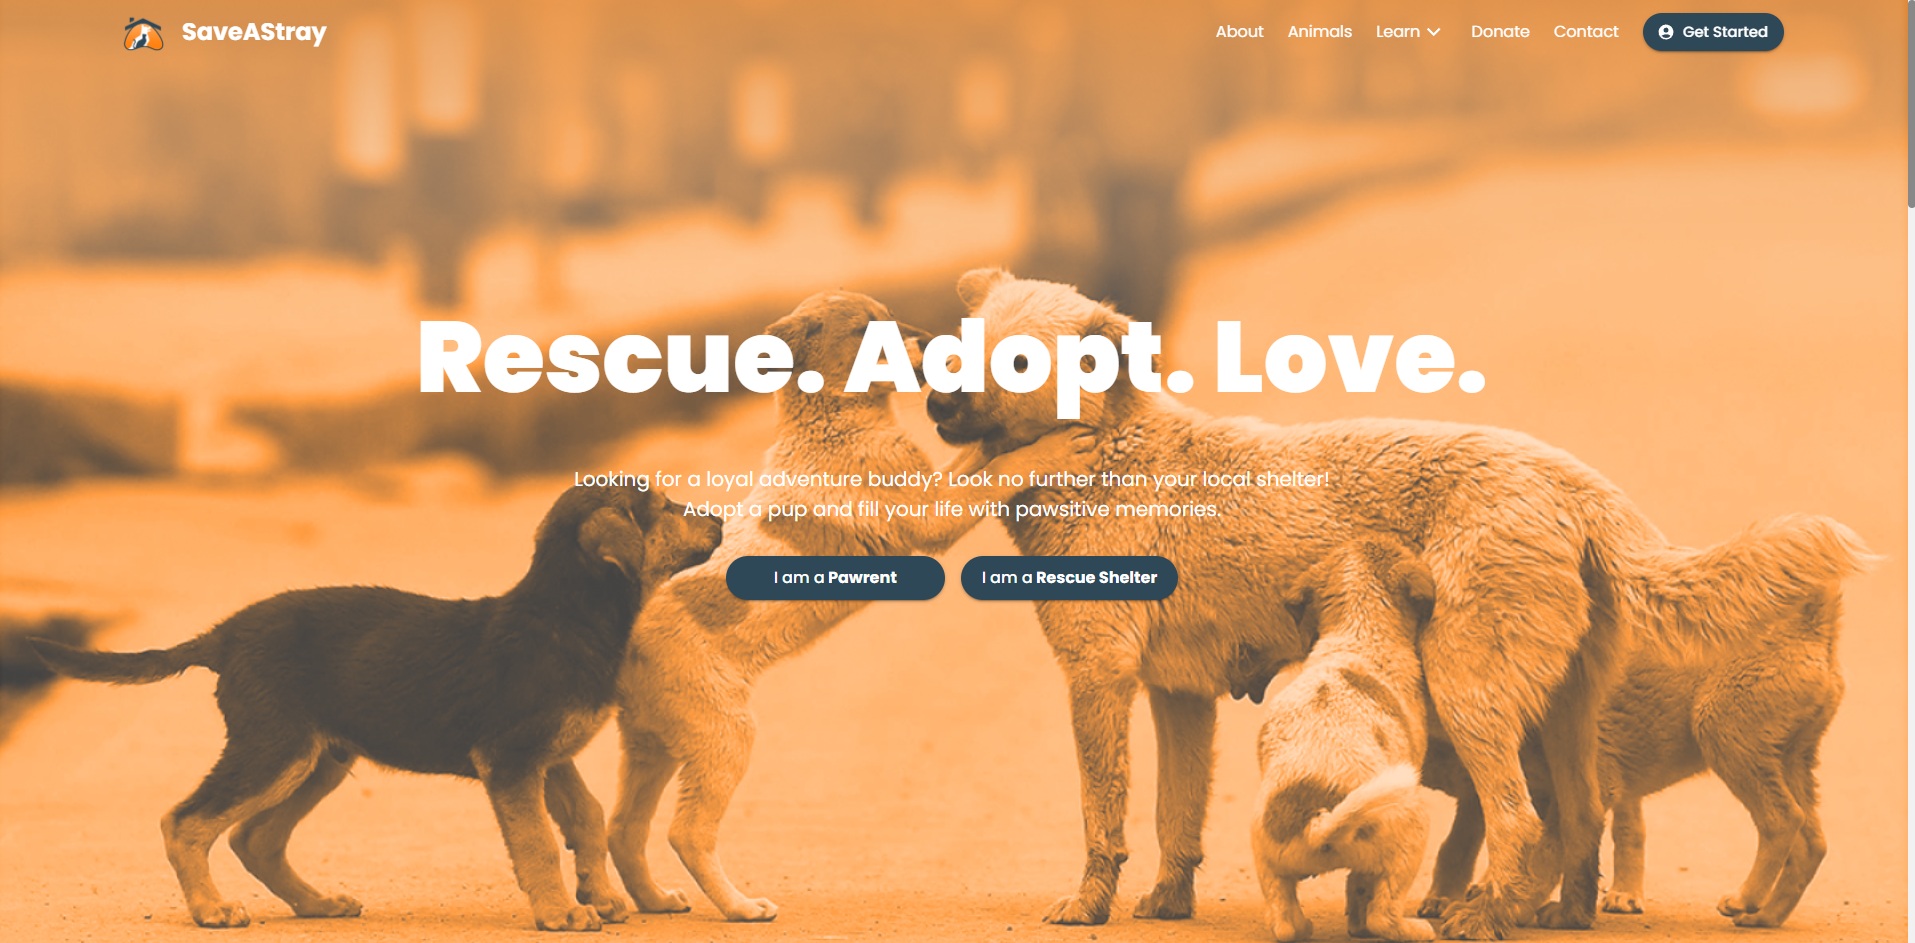 SaveAStray
About
Animals
Learn
Donate
Contact
Get Started
Rescue. Adopt. Love.
Looking for a loyal adventure buddy? Look no further than your local shelter!
Adopt a pup and fill your life with pawsitive memories.
I am a Pawrent
I am a Rescue Shelter